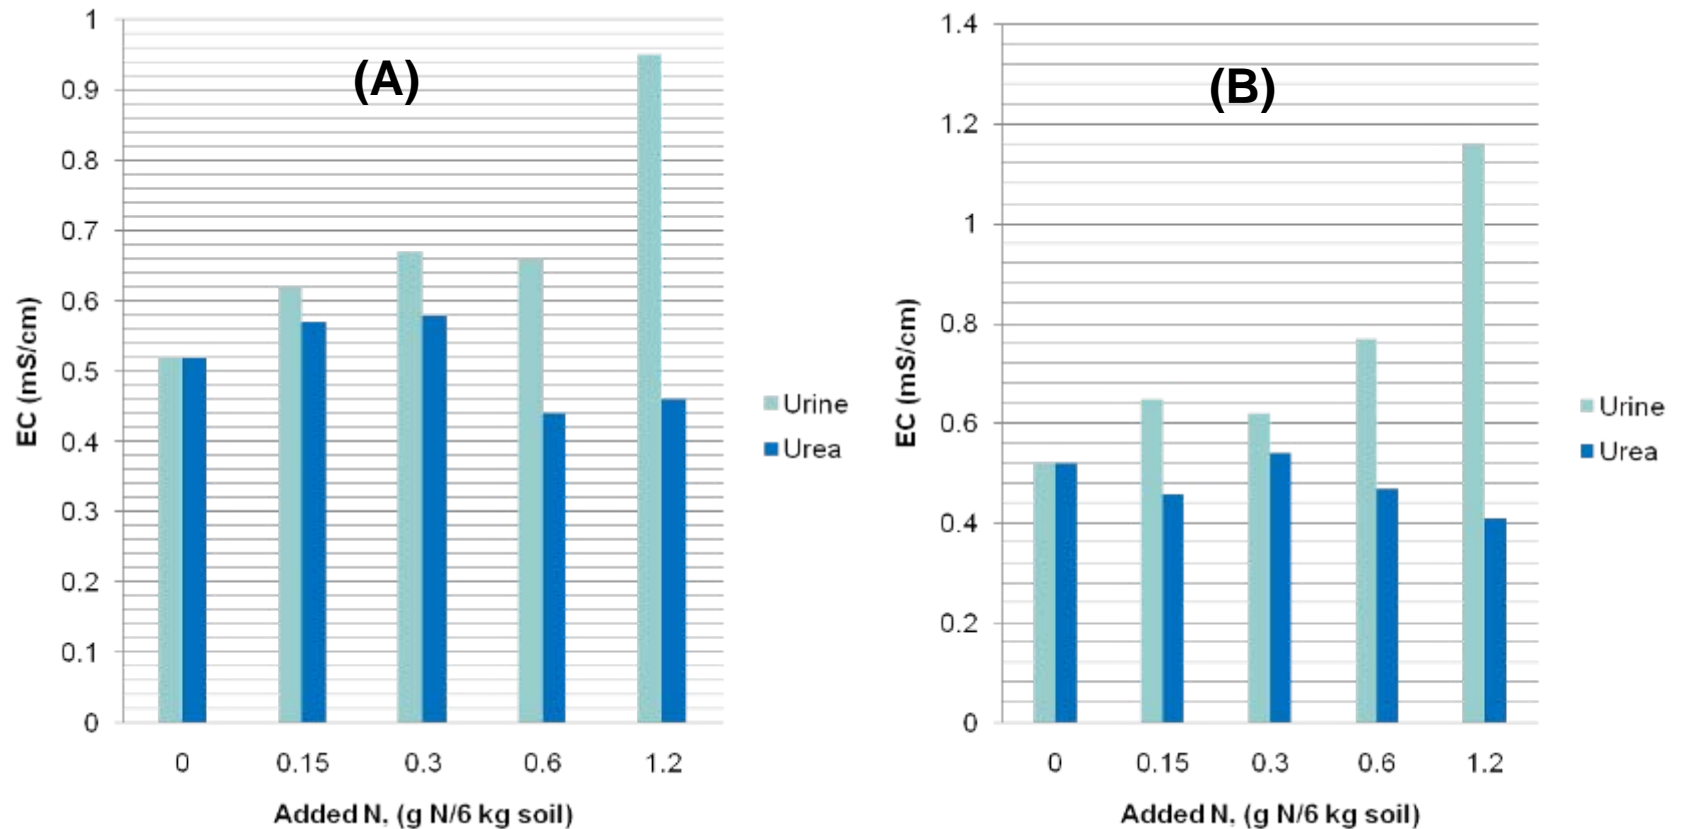 (A)
1
0.9
0.8
0.7
0.6
0.5
0.4
0.3
0.2
0.1
0
EC (mS/cm)
0 0.15 0.3 0.6 1.2
Added N, (g N/6 kg soil)
Urine
Urea
(B)
1.4
1.2
1
0.8
0.6
0.4
0.2
0
EC (mS/cm)
0 0.15 0.3 0.6 1.2
Added N, (g N/6 kg soil)
Urine
Urea